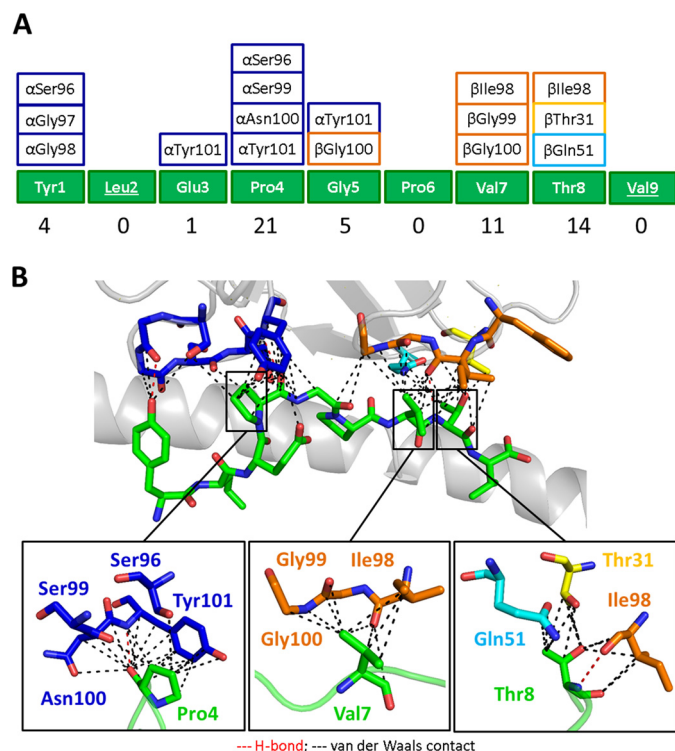 A
αSer96
αSer96 αSer99 βIle98 βIle98
αGly97 αAsn100 αTyr101 βGly99 βThr31
αGly98 αTyr101 αTyr101 βGly100 βGly100 βGln51
Tyr1 Leu2 Glu3 Pro4 Gly5 Pro6 Val7 Thr8 Val9
4 0 1 21 5 0 11 14 0
B
Ser96
Ser99
Tyr101
Asn100
Pro4
Gly99 Ile98
Gly100
Val7
Thr31
Ile98
Gln51
Thr8
--- H-bond; --- van der Waals contact